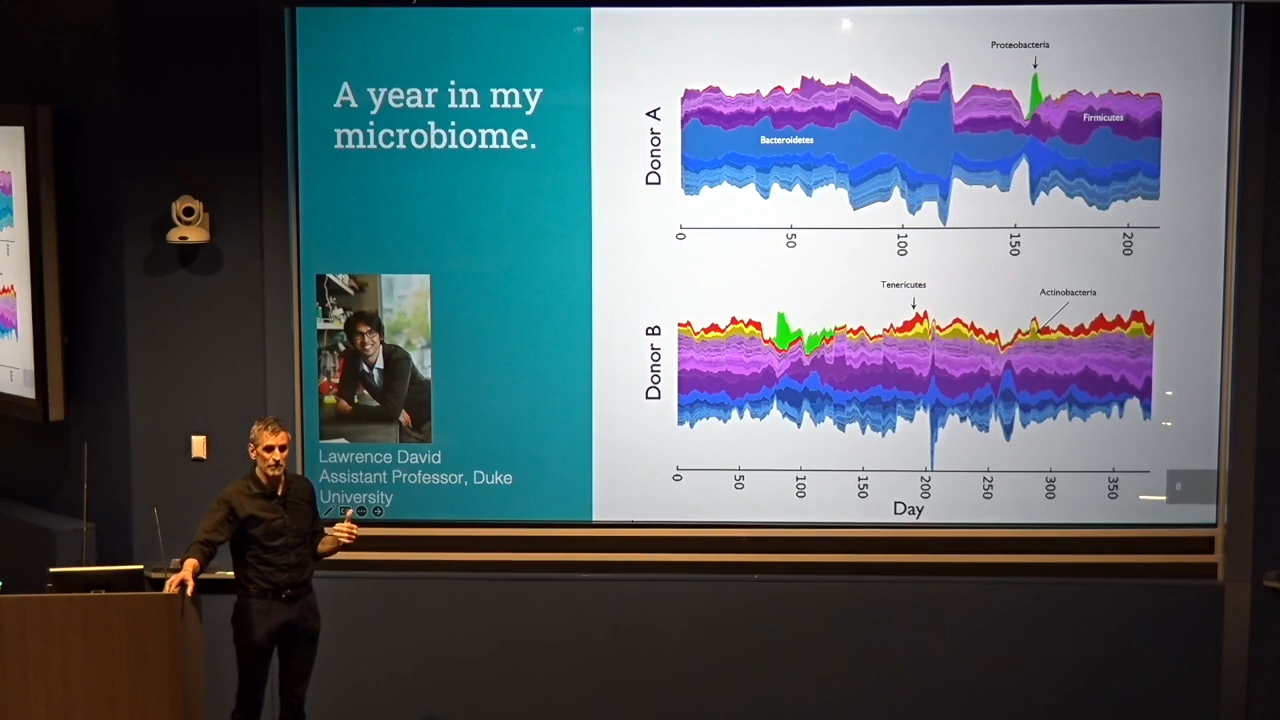 A year in my
microbiome.
Lawrence David
Assistant Professor, Duke
University
Proteobacteria
Donor A
Bacteroidetes
Firmicutes
0 50 100 150 200
Tenericutes
Actinobacteria
Donor B
0 50 100 150 200 250 300 350
Day